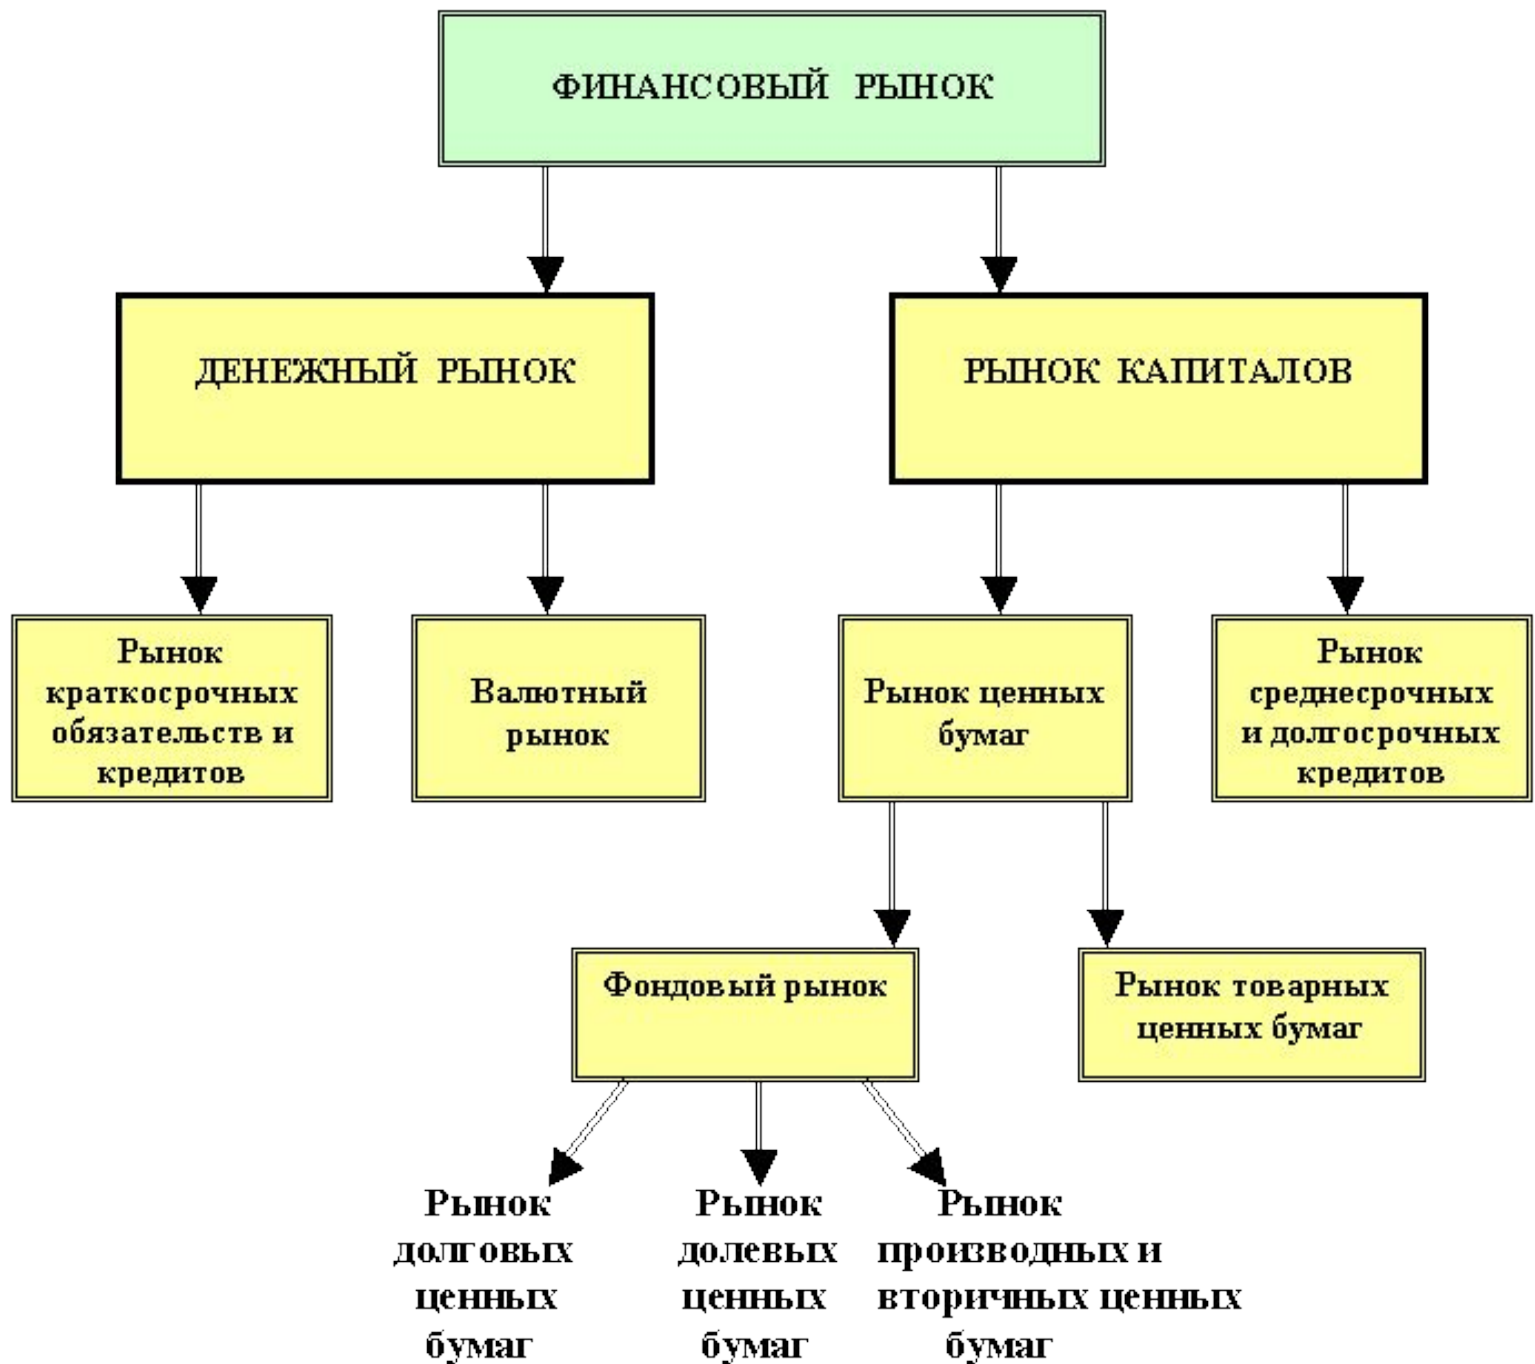 ФИНАНСОВЫЙ РЫНОК
ДЕНЕЖНЫЙ РЫНОК
РЫНОК КАПИТАЛОВ
Рынок
краткосрочных
обязательств и
кредитов
Валютный
рынок
Рынок ценных
бумаг
Рынок
среднесрочных
и долгосрочных
кредитов
Фондовый рынок
Рынок товарных
ценных бумаг
Рынок
долговых
ценных
бумаг
Рынок
долевых
ценных
бумаг
Рынок
производных и
вторичных ценных
бумаг